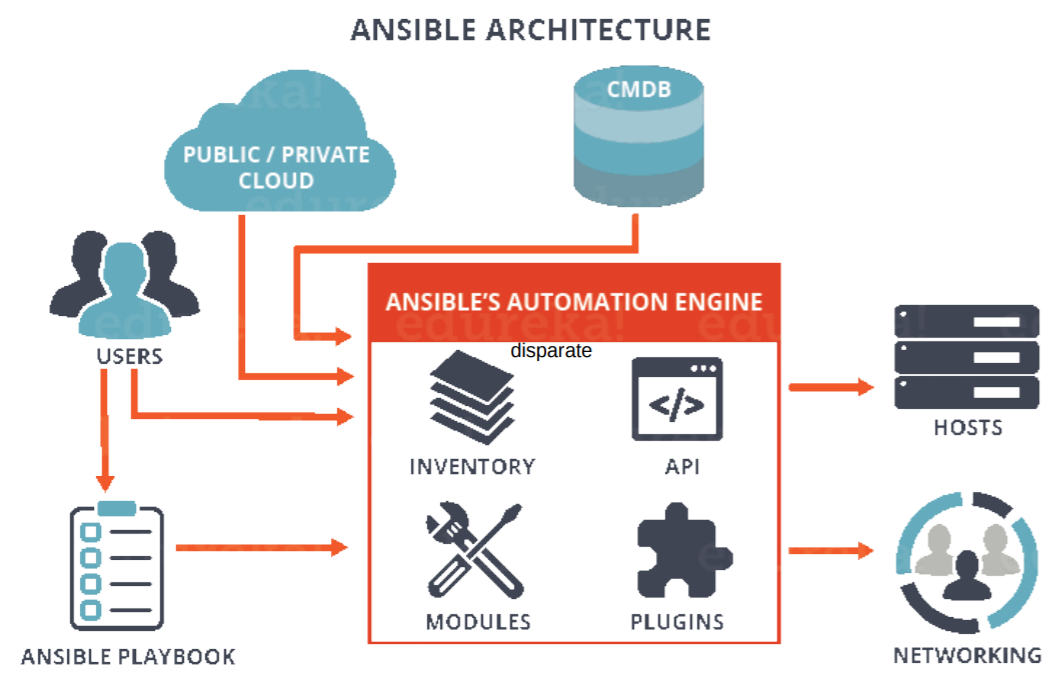 ANSIBLE ARCHITECTURE
PUBLIC / PRIVATE
CLOUD
CMDB
USERS
ANSIBLE'S AUTOMATION ENGINE
edureka!
disparate
INVENTORY
API
MODULES
PLUGINS
HOSTS
ANSIBLE PLAYBOOK
NETWORKING